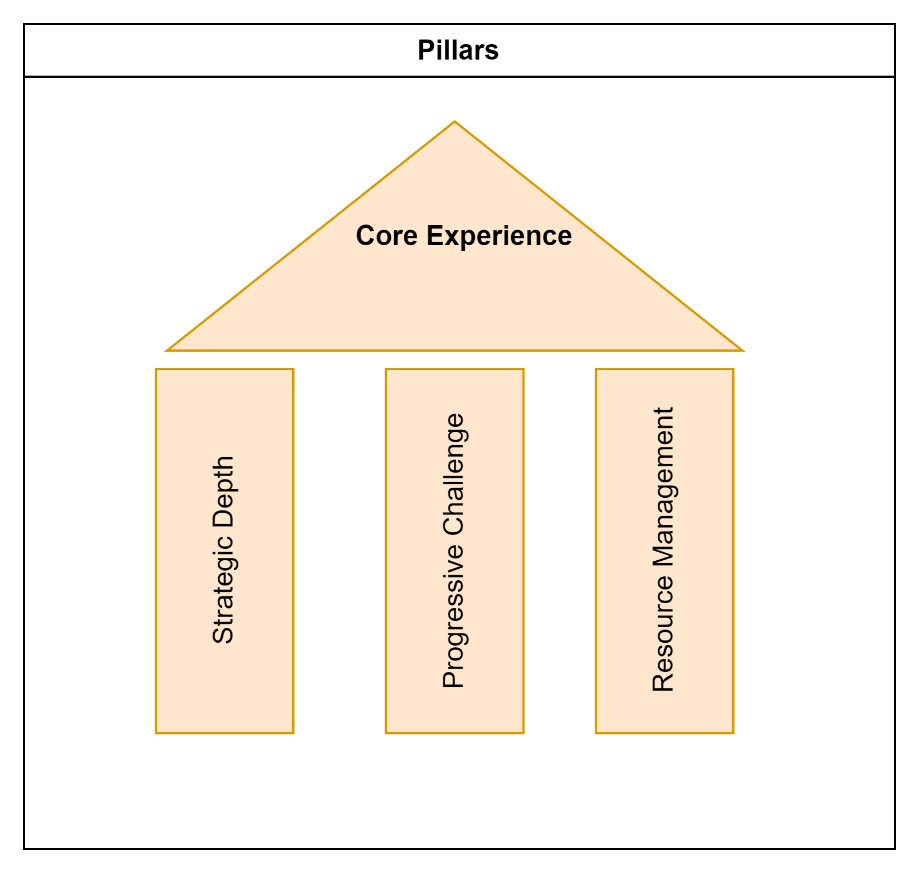 Pillars
Core Experience
Strategic Depth
Progressive Challenge
Resource Management